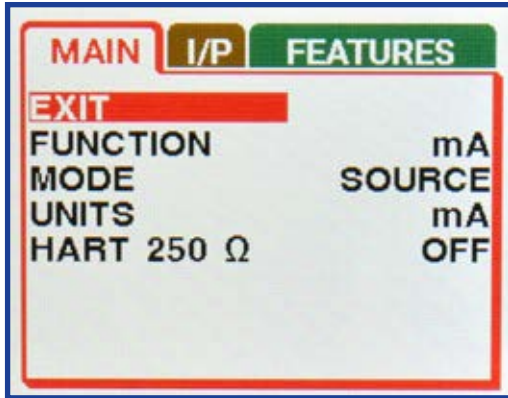 MAIN I/P FEATURES
EXIT
FUNCTION mA
MODE SOURCE
UNITS mA
HART 250 Ω OFF